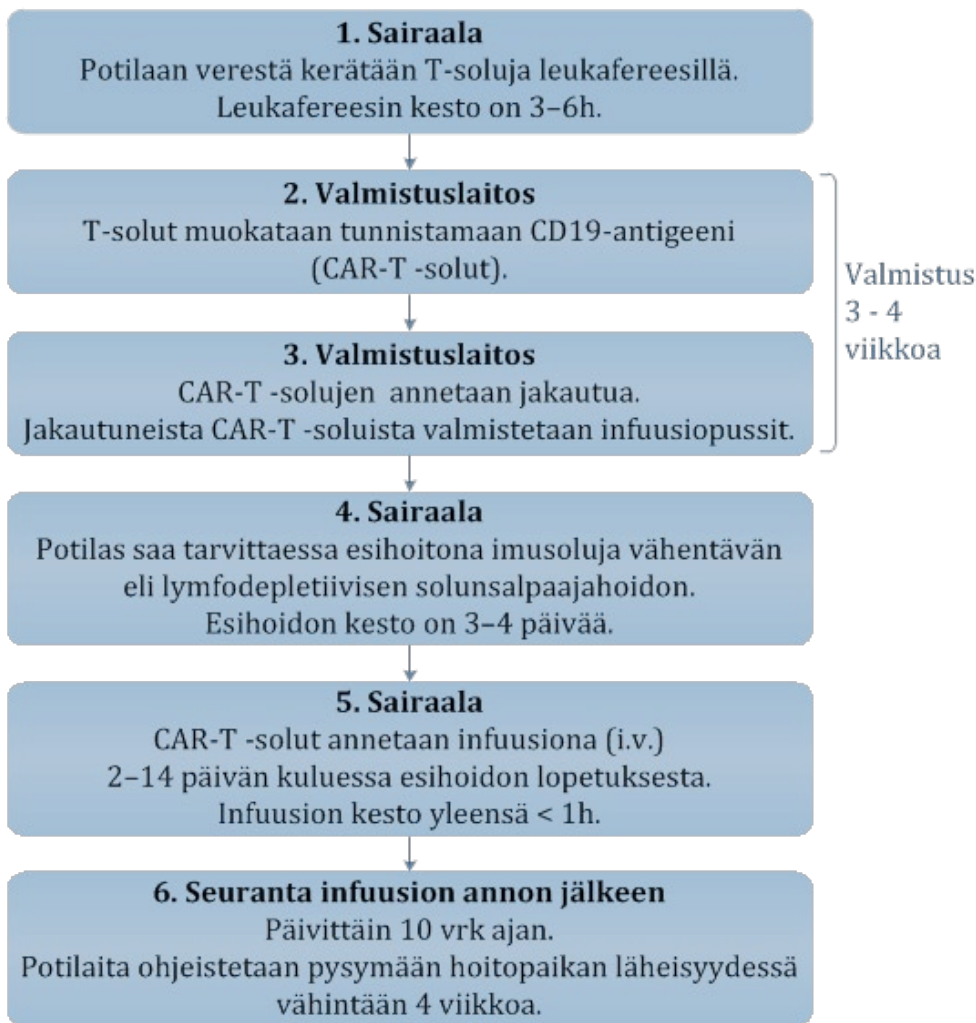 1. Sairaala
Potilaan verestä kerätään T-soluja leukafereesillä.
Leukafereesin kesto on 3–6h.
2. Valmistuslaitos
T-solut muokataan tunnistamaan CD19-antigeeni
(CAR-T -solut).
3. Valmistuslaitos
CAR-T -solujen annetaan jakautua.
Jakautuneista CAR-T -soluista valmistetaan infuusiopussit.
Valmistus
3 - 4
viikkoa
4. Sairaala
Potilas saa tarvittaessa esihoitona imusoluja vähentävän
eli lymfodepletiivisen solunsalpaajahoidon.
Esihoidon kesto on 3–4 päivää.
5. Sairaala
CAR-T -solut annetaan infuusiona (i.v.)
2–14 päivän kuluessa esihoidon lopetuksesta.
Infuusion kesto yleensä < 1h.
6. Seuranta infuusion annon jälkeen
Päivittäin 10 vrk ajan.
Potilaita ohjeistetaan pysymään hoitopaikan läheisyydessä
vähintään 4 viikkoa.